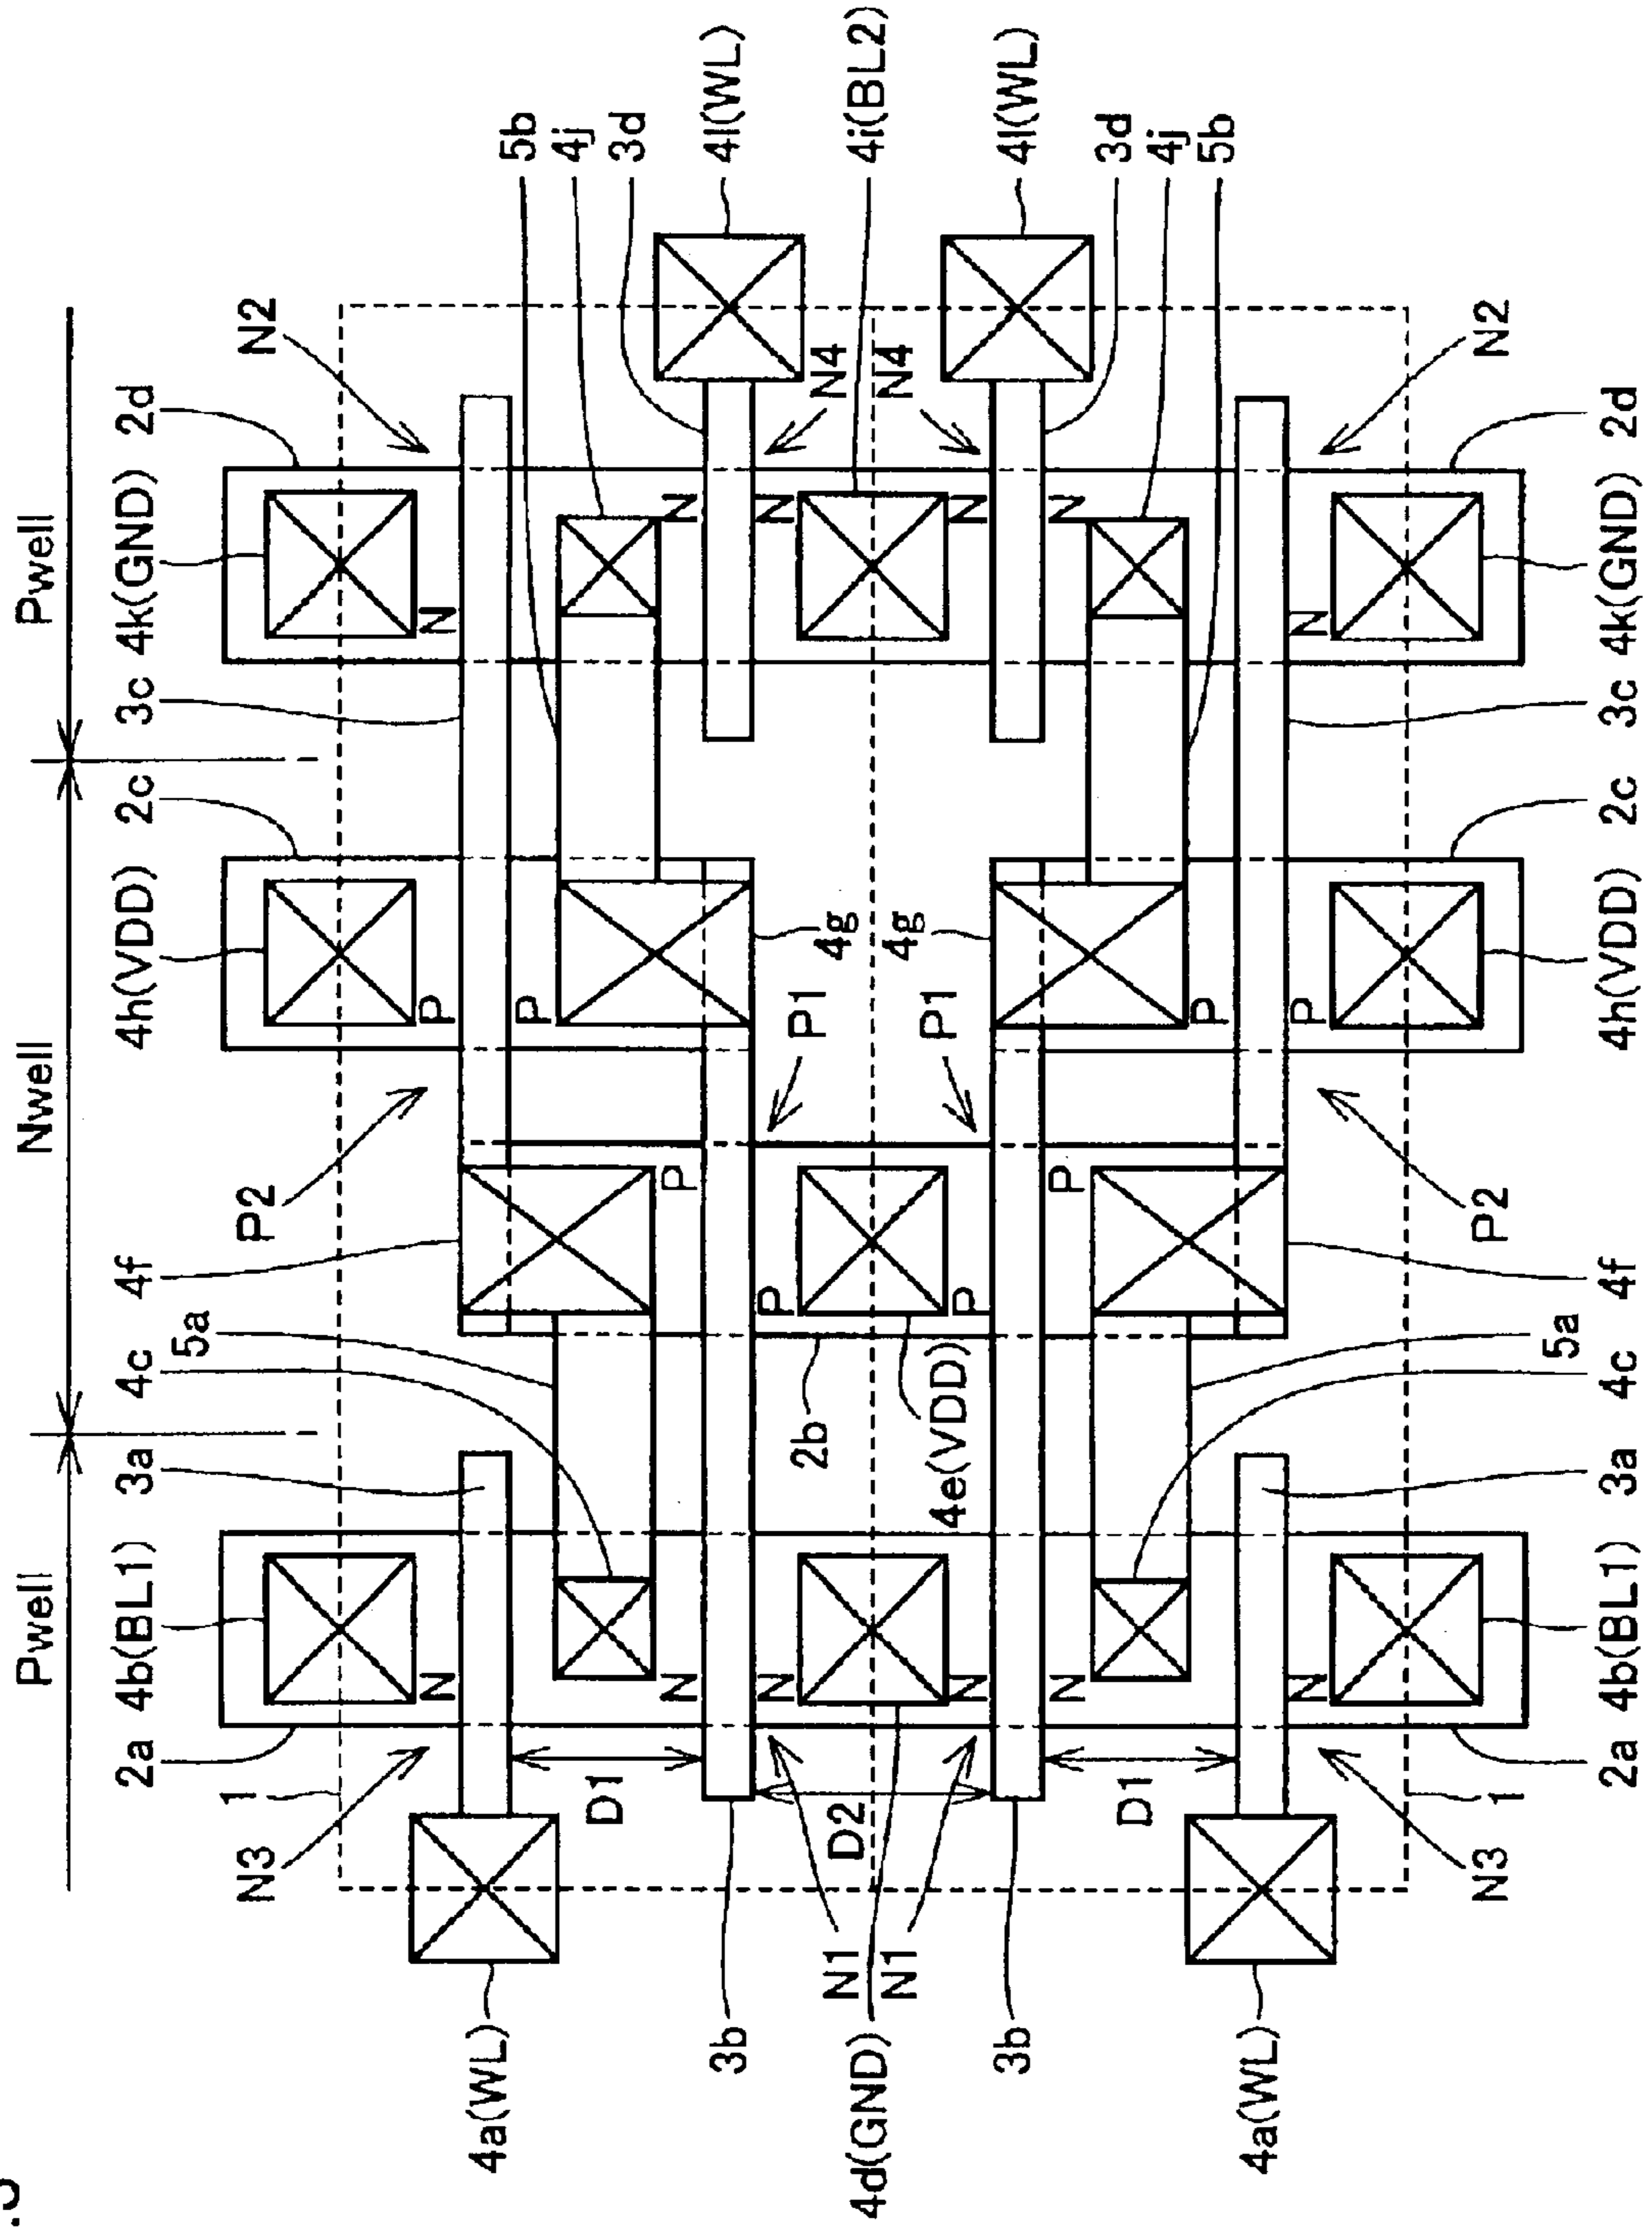 Pwell Nwell Pwell
2a 4b(BL1) 3a 4c 4f 4h(VDD) 2c 3c 4k(GND) 2d
5a
1
N3 P2 N2
N P N
4a(WL)
P
5b
4j
D1
3d
N P N
3b 4l(WL)
N P N
2b P1
N1 D2 4g N4
4d(GND) 4i(BL2)
N1 4g N4
4e(VDD) P1
N P N
3b 4l(WL)
N P N
3d
D1
4j
P
5b
4a(WL)
N P N
N3 P2 N2
1
5a
2a 4b(BL1) 3a 4c 4f 4h(VDD) 2c 3c 4k(GND) 2d